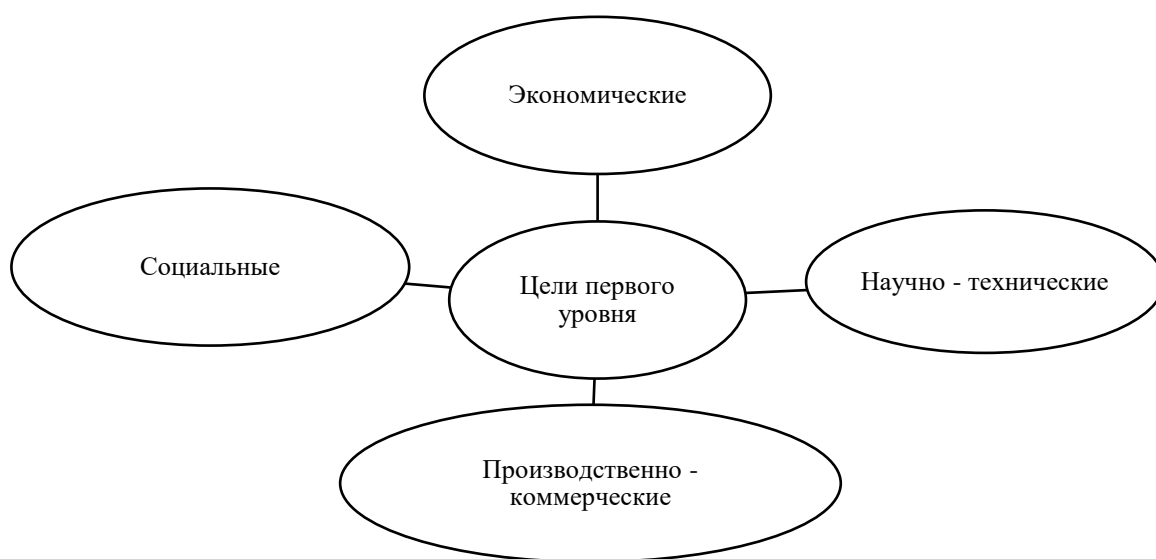 Экономические
Социальные
Цели первого
уровня
Научно - технические
Производственно -
коммерческие